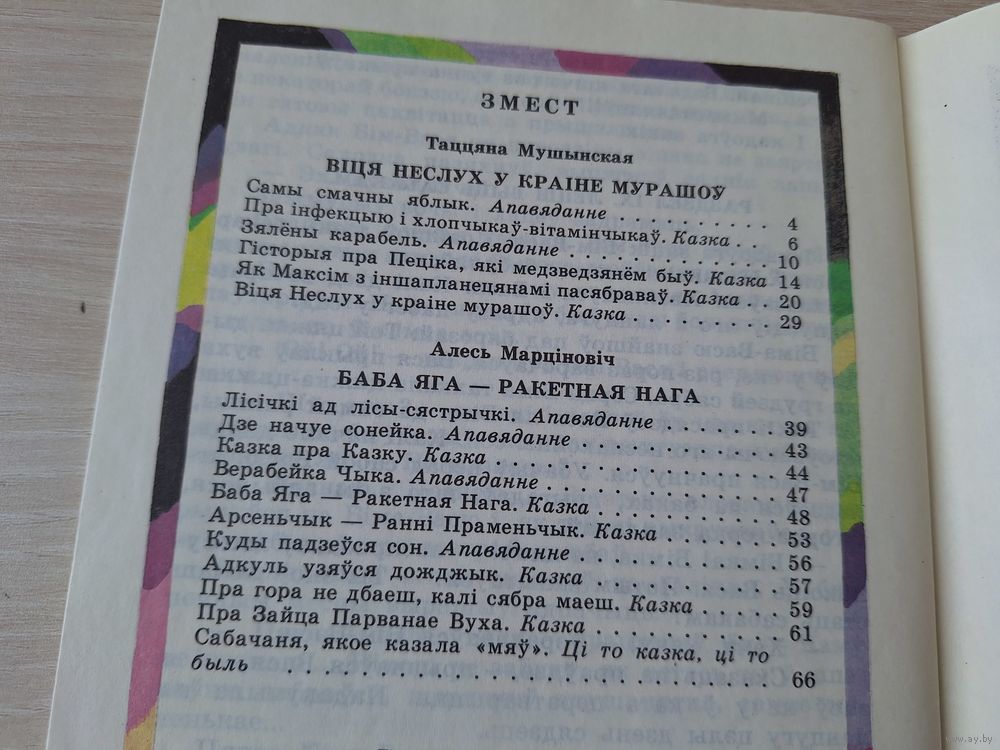 ЗМЕСТ
Таццяна Мушынская
ВІЦЯ НЕСЛУХ У КРАІНЕ МУРАШОЎ
Самы смачны яблык. Апавяданне . . . . . . . . . . 4
Пра інфекцыю і хлопчыкаў-вітамінчыкаў. Казка . . 6
Зялёны карабель. Апавяданне . . . . . . . . . . . 10
Гісторыя пра Пеціка, які медзведзянём быў. Казка 14
Як Максім з іншапланецянамі пасябраваў. Казка . . 20
Віця Неслух у краіне мурашоў. Казка . . . . . . . 29
Алесь Марціновіч
БАБА ЯГА — РАКЕТНАЯ НАГА
Лісічкі ад лісы-сястрычкі. Апавяданне . . . . . . 39
Дзе начуе сонейка. Апавяданне . . . . . . . . . . 43
Казка пра Казку. Казка . . . . . . . . . . . . . . 44
Верабейка Чыка. Апавяданне . . . . . . . . . . . . 47
Баба Яга — Ракетная Нага. Казка . . . . . . . . . 48
Арсеньчык — Ранні Праменьчык. Казка . . . . . . . 53
Куды падзеўся сон. Апавяданне . . . . . . . . . . 56
Адкуль узяўся дожджык. Казка . . . . . . . . . . . 57
Пра гора не дбаеш, калі сябра маеш. Казка . . . . 59
Пра Зайца Парванае Вуха. Казка . . . . . . . . . . 61
Сабачаня, якое казала «мяў». Ці то казка, ці то
быль . . . . . . . . . . . . . . . . . . . . . . . 66
www.ay.by